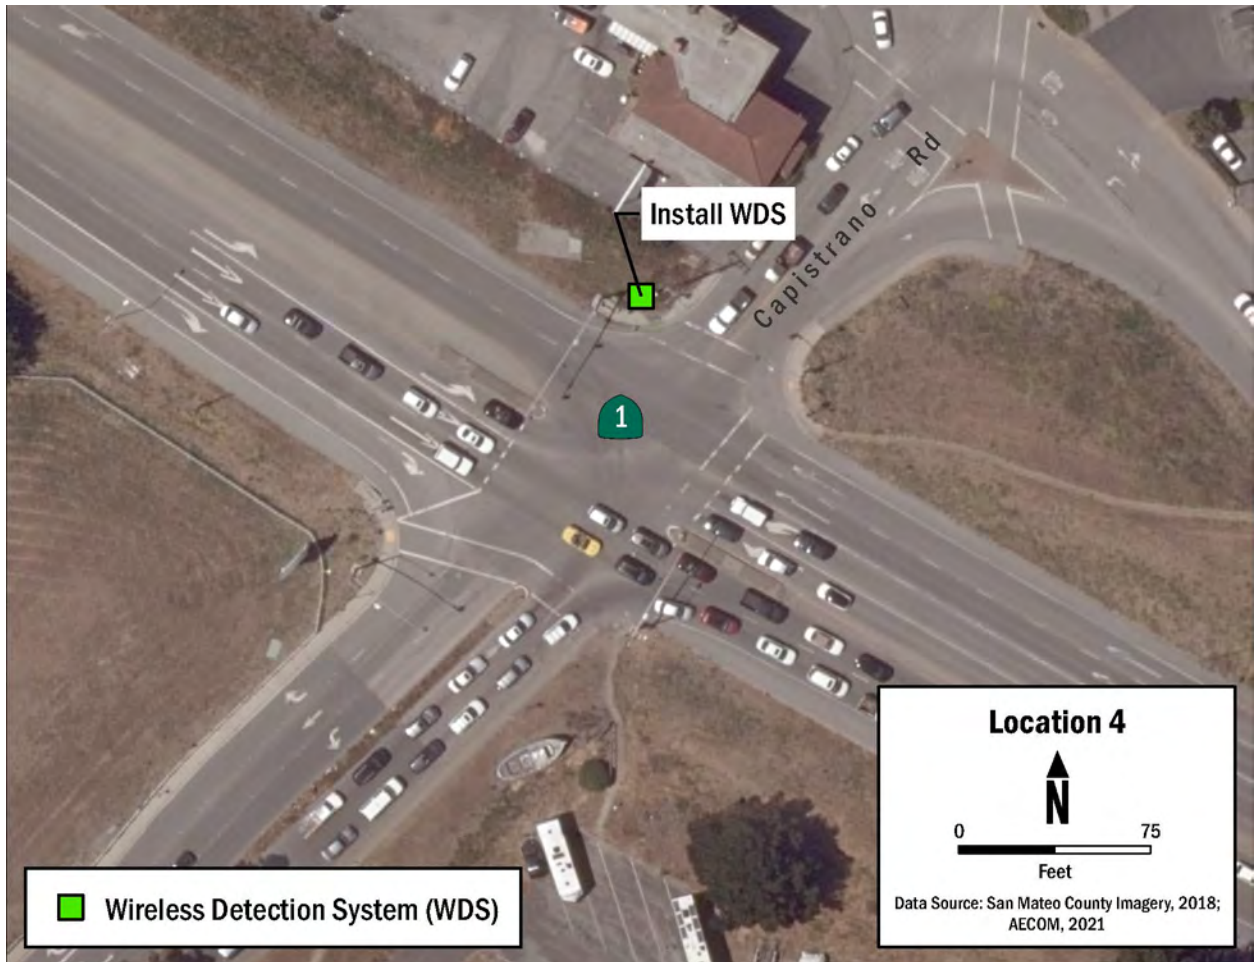 Install WDS
Capistrano Rd
1
Location 4
N
0 75
Feet
Data Source: San Mateo County Imagery, 2018;
AECOM, 2021
Wireless Detection System (WDS)